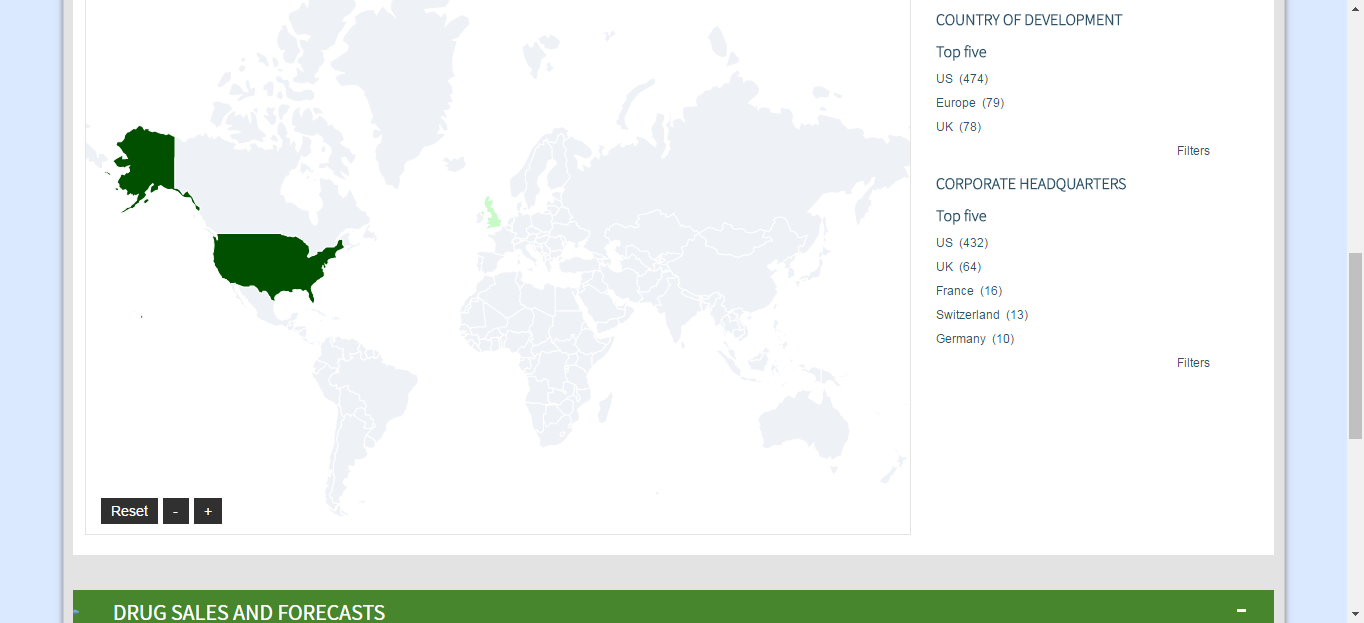 COUNTRY OF DEVELOPMENT
Top five
US (474)
Europe (79)
UK (78)
Filters
CORPORATE HEADQUARTERS
Top five
US (432)
UK (64)
France (16)
Switzerland (13)
Germany (10)
Filters
Reset - +
DRUG SALES AND FORECASTS